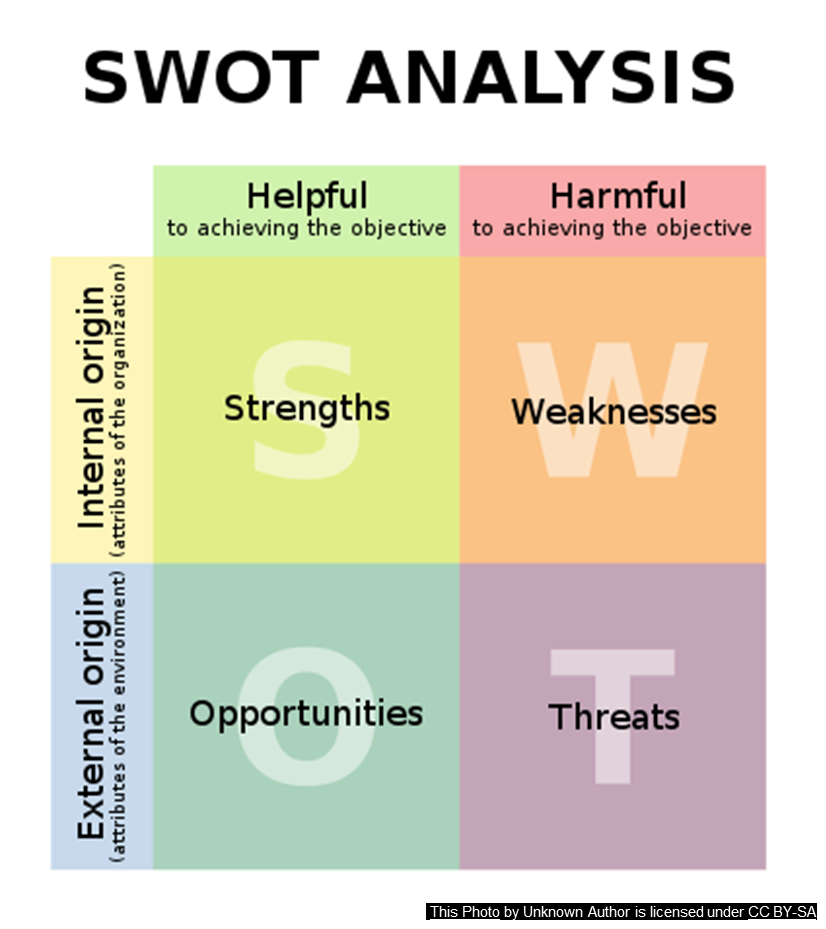 SWOT ANALYSIS
Helpful
to achieving the objective
Harmful
to achieving the objective
Internal origin
(attributes of the organization)
S
Strengths
W
Weaknesses
External origin
(attributes of the environment)
O
Opportunities
T
Threats
This Photo by Unknown Author is licensed under CC BY-SA